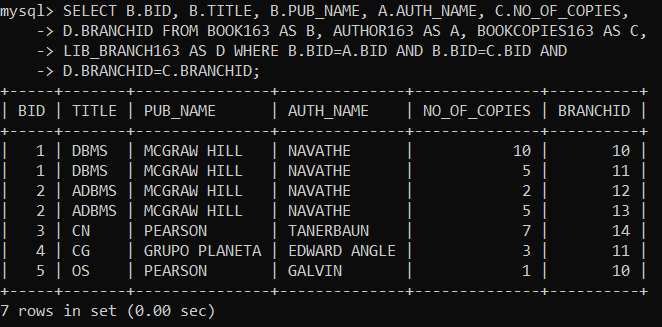 mysql> SELECT B.BID, B.TITLE, B.PUB_NAME, A.AUTH_NAME, C.NO_OF_COPIES,
    -> D.BRANCHID FROM BOOK163 AS B, AUTHOR163 AS A, BOOKCOPIES163 AS C,
    -> LIB_BRANCH163 AS D WHERE B.BID=A.BID AND B.BID=C.BID AND
    -> D.BRANCHID=C.BRANCHID;
+-----+-------+---------------+--------------+--------------+----------+
| BID | TITLE | PUB_NAME      | AUTH_NAME    | NO_OF_COPIES | BRANCHID |
+-----+-------+---------------+--------------+--------------+----------+
|   1 | DBMS  | MCGRAW HILL   | NAVATHE      |           10 |       10 |
|   1 | DBMS  | MCGRAW HILL   | NAVATHE      |            5 |       11 |
|   2 | ADBMS | MCGRAW HILL   | NAVATHE      |            2 |       12 |
|   2 | ADBMS | MCGRAW HILL   | NAVATHE      |            5 |       13 |
|   3 | CN    | PEARSON       | TANERBAUN    |            7 |       14 |
|   4 | CG    | GRUPO PLANETA | EDWARD ANGLE |            3 |       11 |
|   5 | OS    | PEARSON       | GALVIN       |            1 |       10 |
+-----+-------+---------------+--------------+--------------+----------+
7 rows in set (0.00 sec)